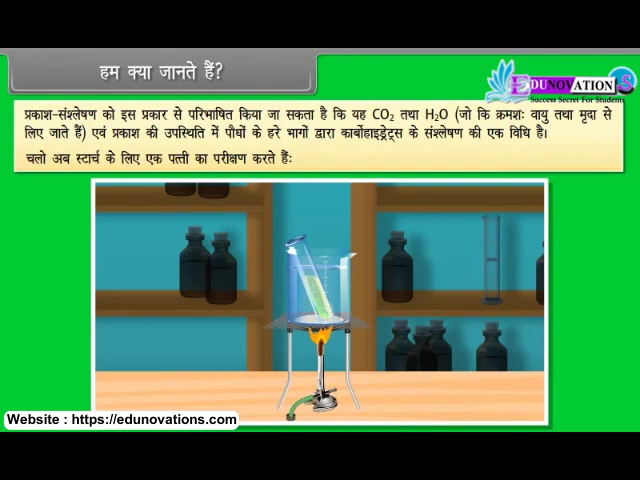 हम क्या जानते हैं?
EDUNOVATIONS
Success Secret For Students
प्रकाश-संश्लेषण को इस प्रकार से परिभाषित किया जा सकता है कि यह CO₂ तथा H₂O (जो कि क्रमशः वायु तथा मृदा से
लिए जाते हैं) एवं प्रकाश की उपस्थिति में पौधों के हरे भागों द्वारा कार्बोहाइड्रेट्स के संश्लेषण की एक विधि है।
चलो अब स्टार्च के लिए एक पत्ती का परीक्षण करते हैंः
Website : https://edunovations.com